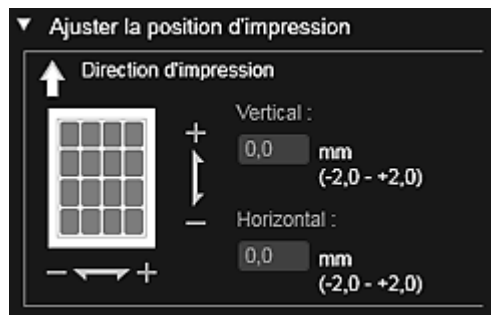 Ajuster la position d'impression
Direction d'impression
Vertical :
+
0,0 mm
(-2,0 - +2,0)
−
Horizontal :
0,0 mm
− +
(-2,0 - +2,0)